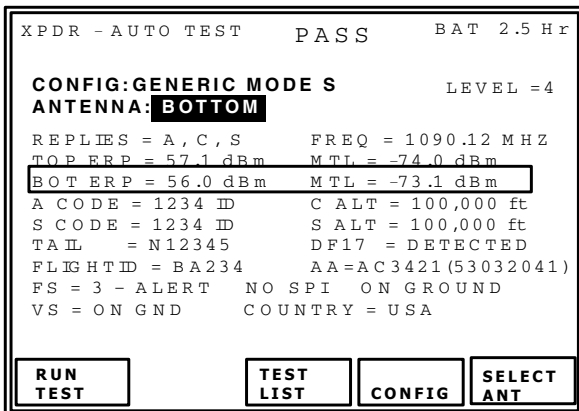 XPDR - AUTO TEST PASS BAT 2.5 Hr
CONFIG:GENERIC MODE S LEVEL =4
ANTENNA: BOTTOM
REPLIES = A, C, S FREQ = 1090.12 MHZ
TOP ERP = 57.1 dBm MTL = -74.0 dBm
BOT ERP = 56.0 dBm MTL = -73.1 dBm
A CODE = 1234 ID C ALT = 100,000 ft
S CODE = 1234 ID S ALT = 100,000 ft
TAIL = N12345 DF17 = DETECTED
FLIGHT ID = BA234 AA=AC3421(53032041)
FS = 3 - ALERT NO SPI ON GROUND
VS = ON GND COUNTRY = USA
RUN TEST
TEST LIST
CONFIG
SELECT ANT